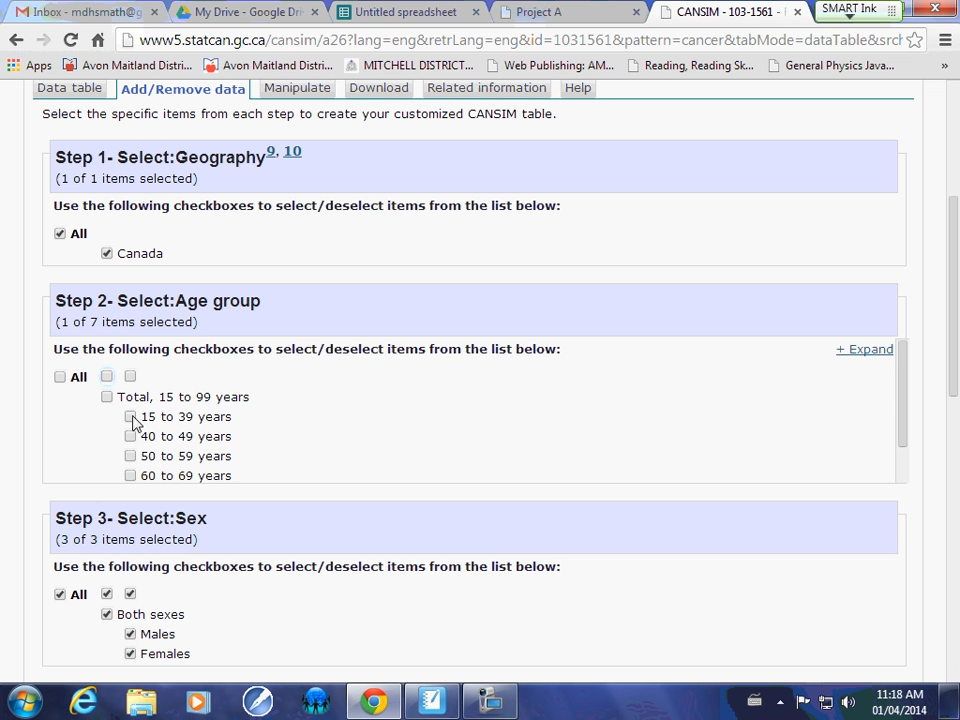 Inbox - mdhsmath@g
My Drive - Google Dri
Untitled spreadsheet
Project A
CANSIM - 103-1561 -
SMART Ink
www5.statcan.gc.ca/cansim/a26?lang=eng&retrLang=eng&id=1031561&pattern=cancer&tabMode=dataTable&srch
Apps
Avon Maitland Distri...
Avon Maitland Distri...
MITCHELL DISTRICT...
Web Publishing: AM...
Reading, Reading Sk...
General Physics Java...
»
Data table
Add/Remove data
Manipulate
Download
Related information
Help
Select the specific items from each step to create your customized CANSIM table.
Step 1- Select:Geography9, 10
(1 of 1 items selected)
Use the following checkboxes to select/deselect items from the list below:
All
Canada
Step 2- Select:Age group
(1 of 7 items selected)
Use the following checkboxes to select/deselect items from the list below:
+ Expand
All
Total, 15 to 99 years
15 to 39 years
40 to 49 years
50 to 59 years
60 to 69 years
Step 3- Select:Sex
(3 of 3 items selected)
Use the following checkboxes to select/deselect items from the list below:
All
Both sexes
Males
Females
11:18 AM
01/04/2014